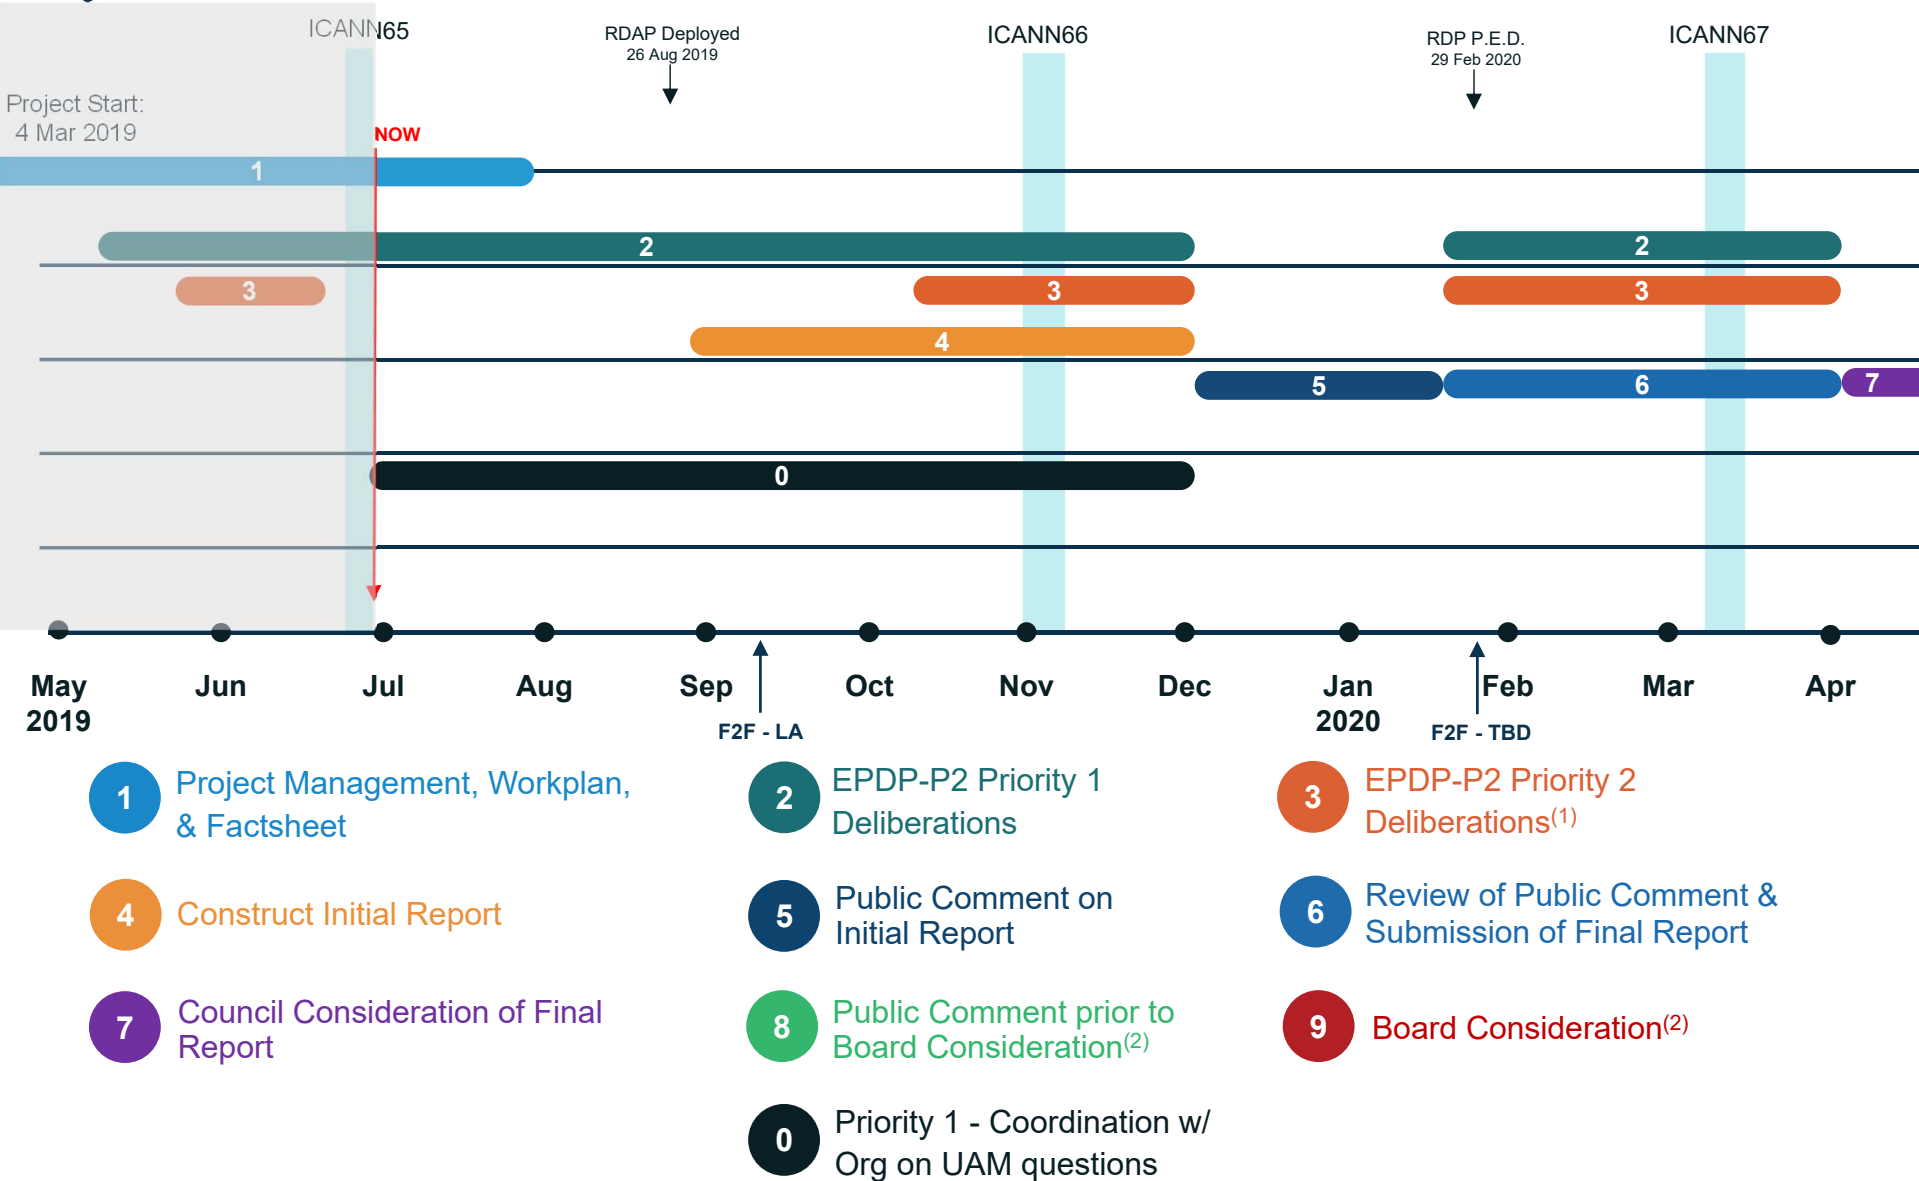 ICANN65
RDAP Deployed
26 Aug 2019
ICANN66
RDP P.E.D.
29 Feb 2020
ICANN67
Project Start:
4 Mar 2019
NOW
1
2
2
3
3
3
4
5
6
7
0
May
2019
Jun
Jul
Aug
Sep
Oct
Nov
Dec
Jan
2020
Feb
Mar
Apr
F2F - LA
F2F - TBD
1
Project Management, Workplan,
& Factsheet
2
EPDP-P2 Priority 1
Deliberations
3
EPDP-P2 Priority 2
Deliberations(1)
4
Construct Initial Report
5
Public Comment on
Initial Report
6
Review of Public Comment &
Submission of Final Report
7
Council Consideration of Final
Report
8
Public Comment prior to
Board Consideration(2)
9
Board Consideration(2)
0
Priority 1 - Coordination w/
Org on UAM questions